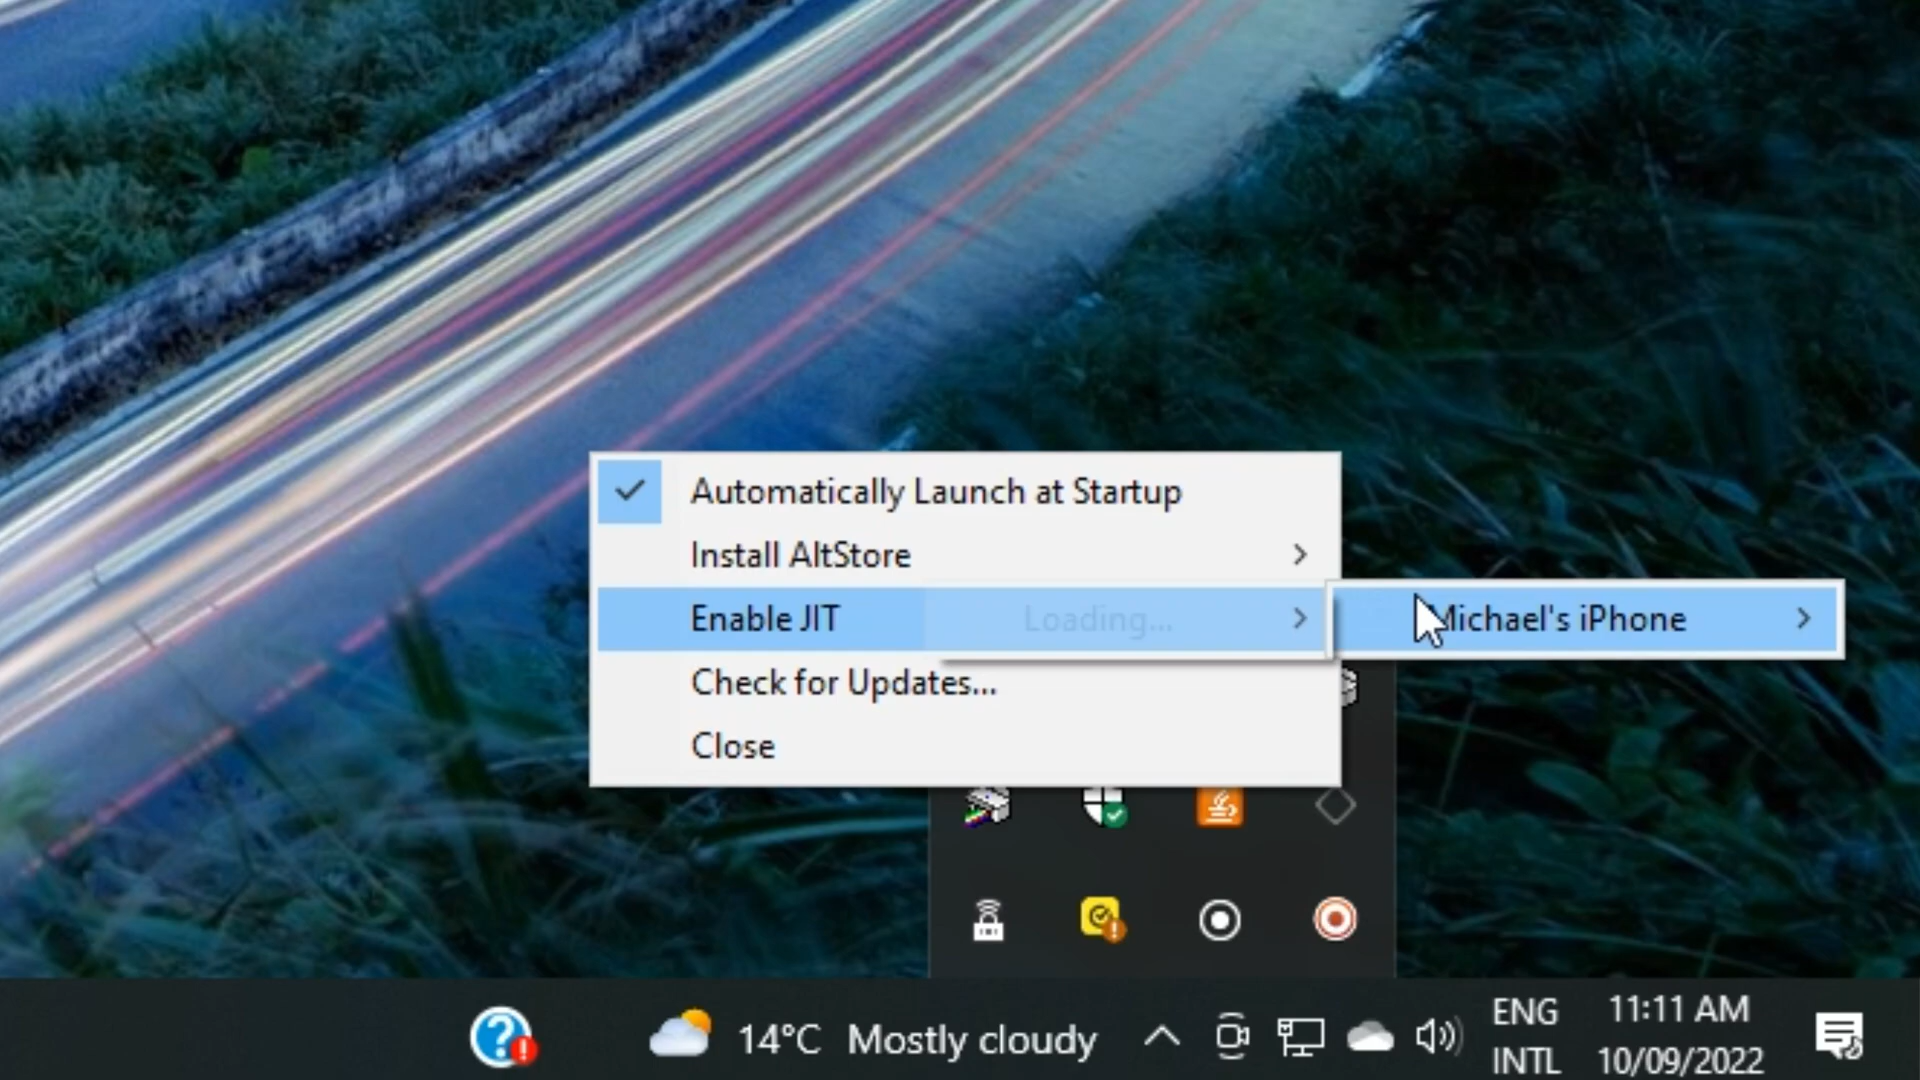 Automatically Launch at Startup
Install AltStore
Enable JIT
Loading...
Michael's iPhone
Check for Updates...
Close
14°C Mostly cloudy
ENG
INTL
11:11 AM
10/09/2022